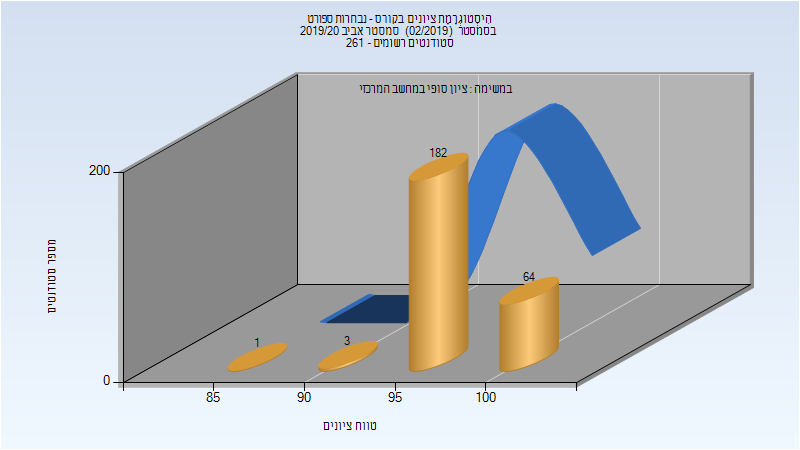 היסטוגרמת ציונים בקורס - נבחרות ספורט
בסמסטר (02/2019) סמסטר אביב 2019/20
סטודנטים רשומים - 261
במשימה : ציון סופי במחשב המרכזי
182
200
מספר סטודנטים
64
1
3
0
85
90
95
100
טווח ציונים